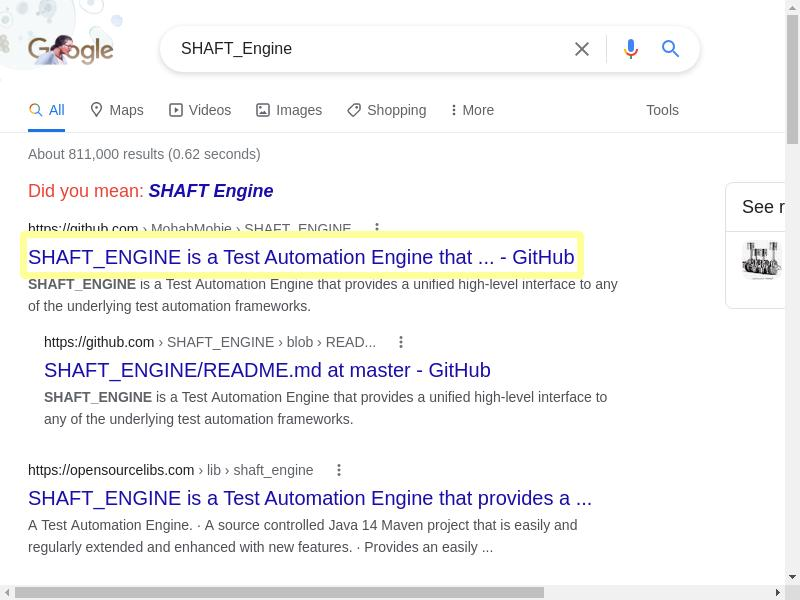 Google
SHAFT_Engine
All Maps Videos Images Shopping More Tools
About 811,000 results (0.62 seconds)
Did you mean: SHAFT Engine
https://github.com › MohabMohie › SHAFT_ENGINE
SHAFT_ENGINE is a Test Automation Engine that ... - GitHub
SHAFT_ENGINE is a Test Automation Engine that provides a unified high-level interface to any
of the underlying test automation frameworks.
https://github.com › SHAFT_ENGINE › blob › READ...
SHAFT_ENGINE/README.md at master - GitHub
SHAFT_ENGINE is a Test Automation Engine that provides a unified high-level interface to
any of the underlying test automation frameworks.
https://opensourcelibs.com › lib › shaft_engine
SHAFT_ENGINE is a Test Automation Engine that provides a ...
A Test Automation Engine. · A source controlled Java 14 Maven project that is easily and
regularly extended and enhanced with new features. · Provides an easily ...
See r